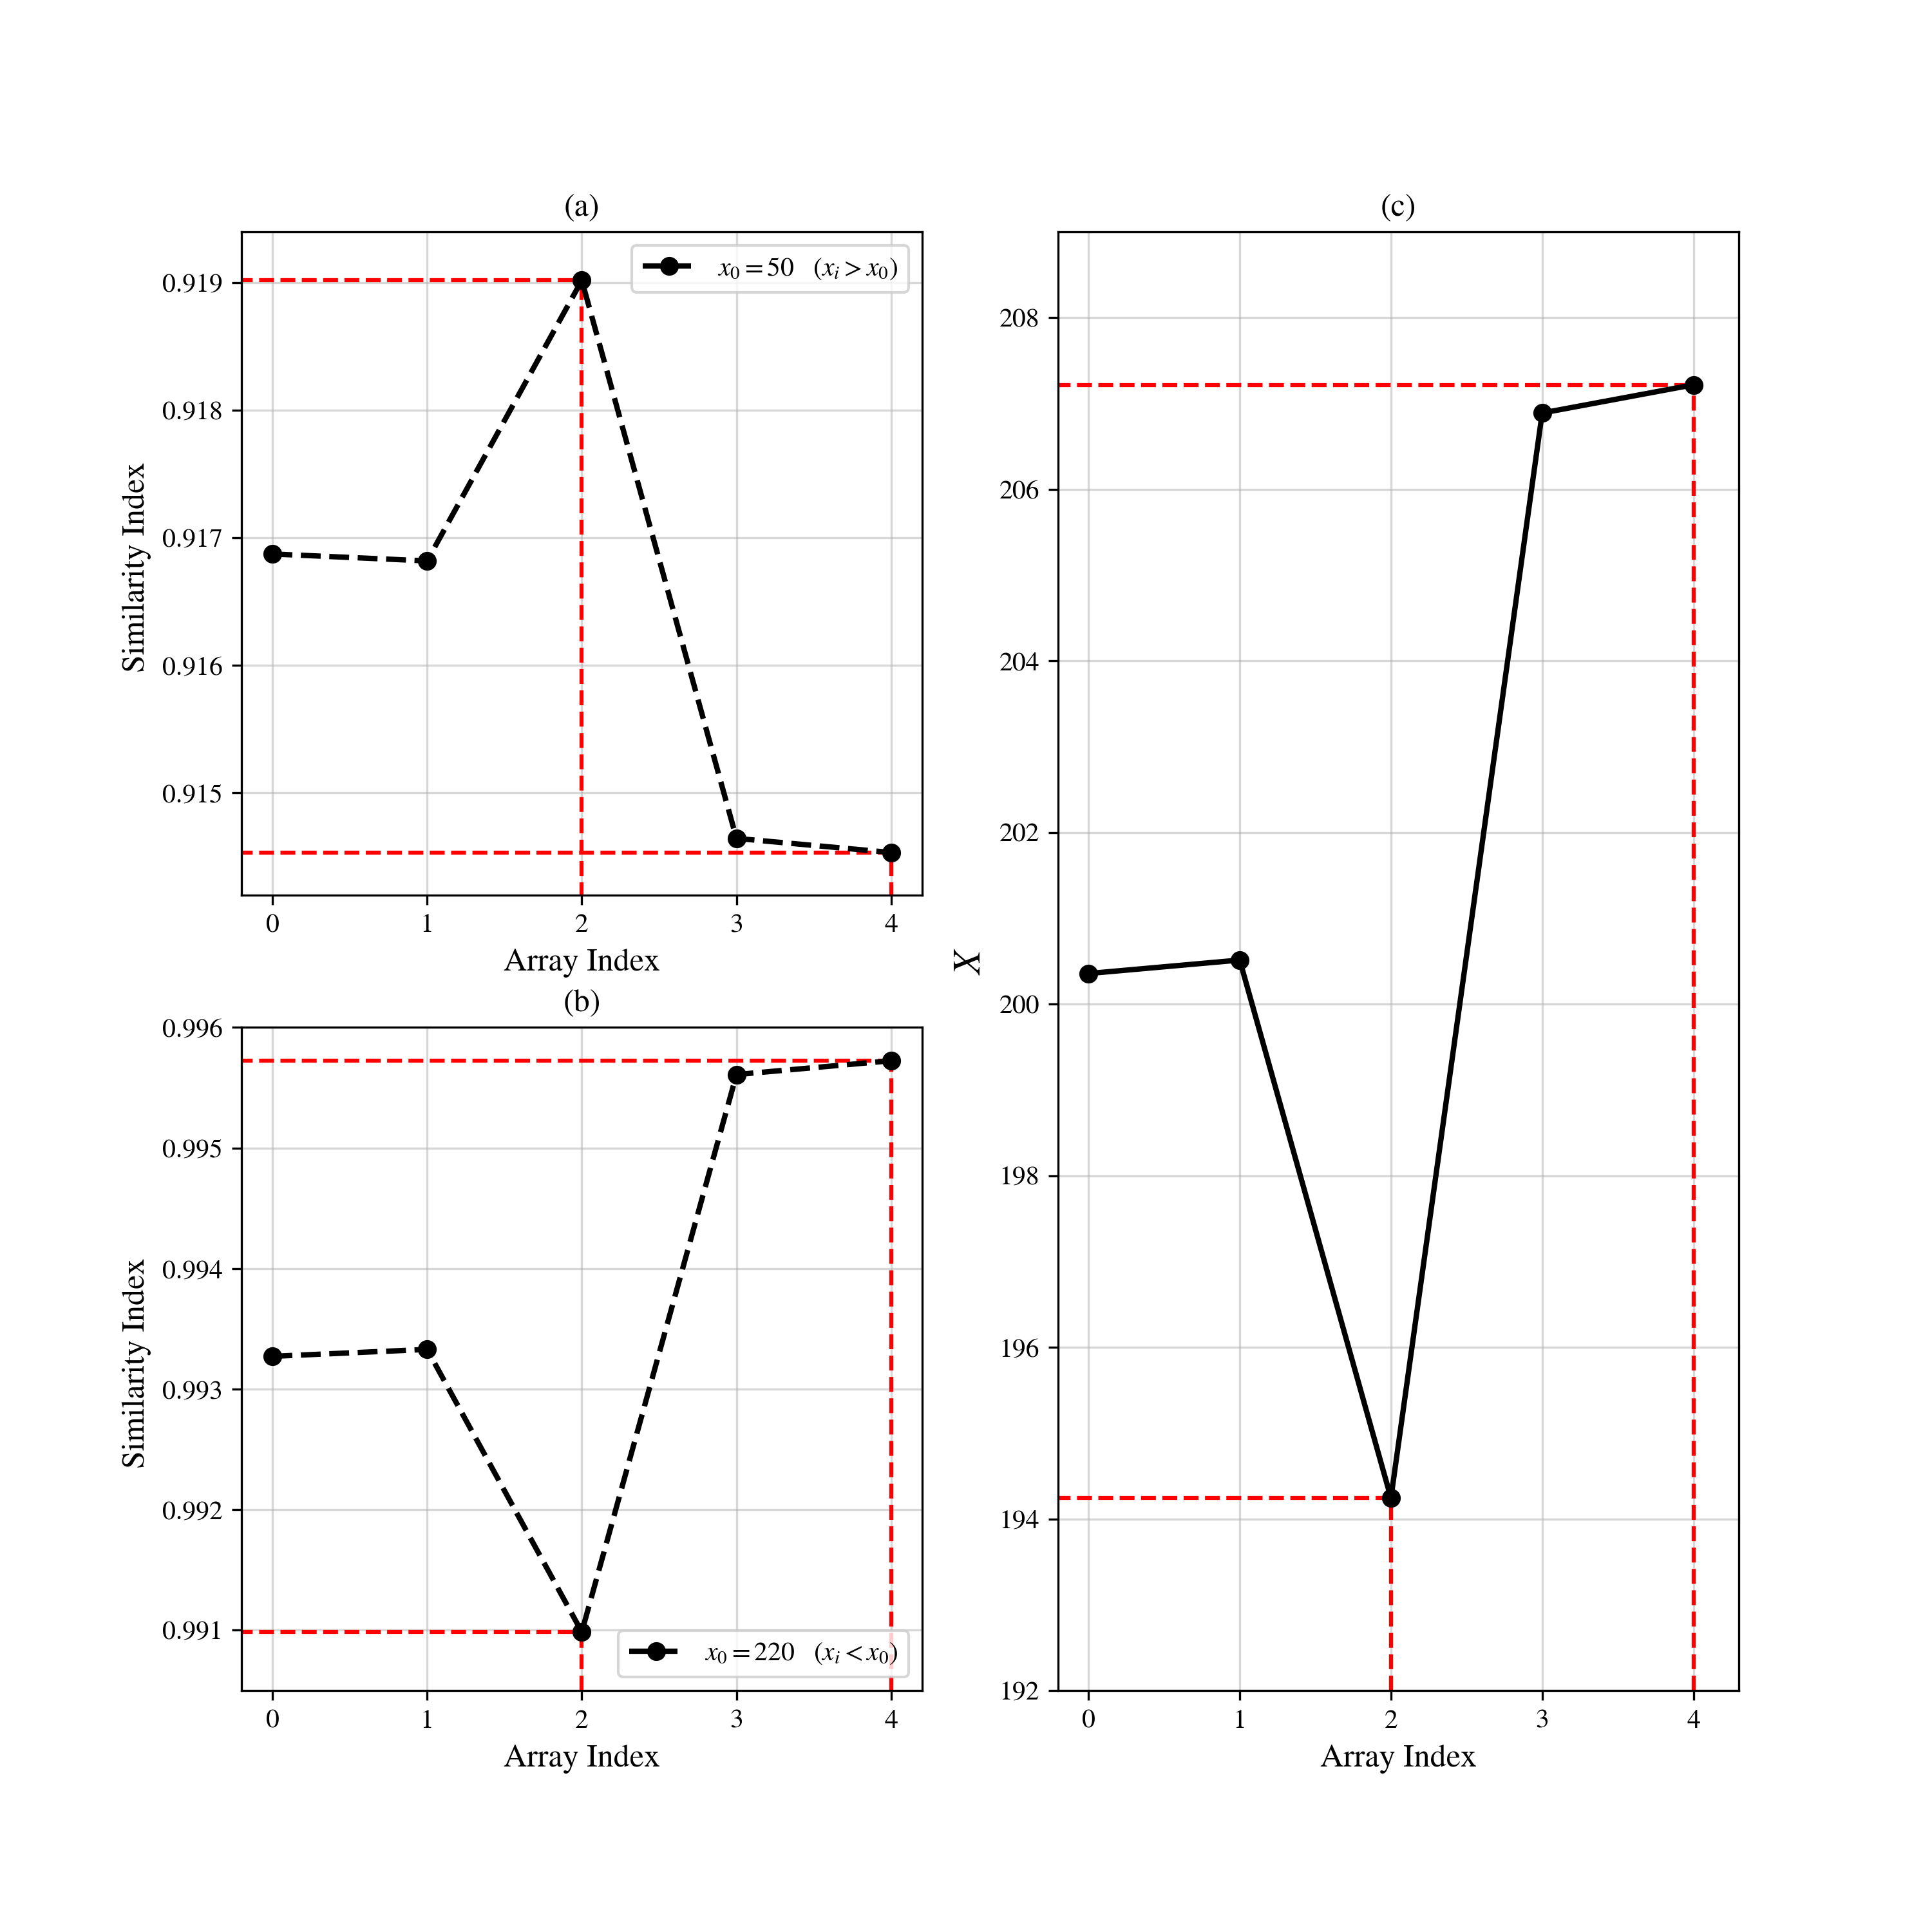 (a)
0.919
0.918
0.917
0.916
0.915
Similarity Index
x₀ = 50 (xᵢ > x₀)
0 1 2 3 4
Array Index
(b)
0.996
0.995
0.994
0.993
0.992
0.991
Similarity Index
x₀ = 220 (xᵢ < x₀)
0 1 2 3 4
Array Index
(c)
208
206
204
202
200
198
196
194
192
X
0 1 2 3 4
Array Index